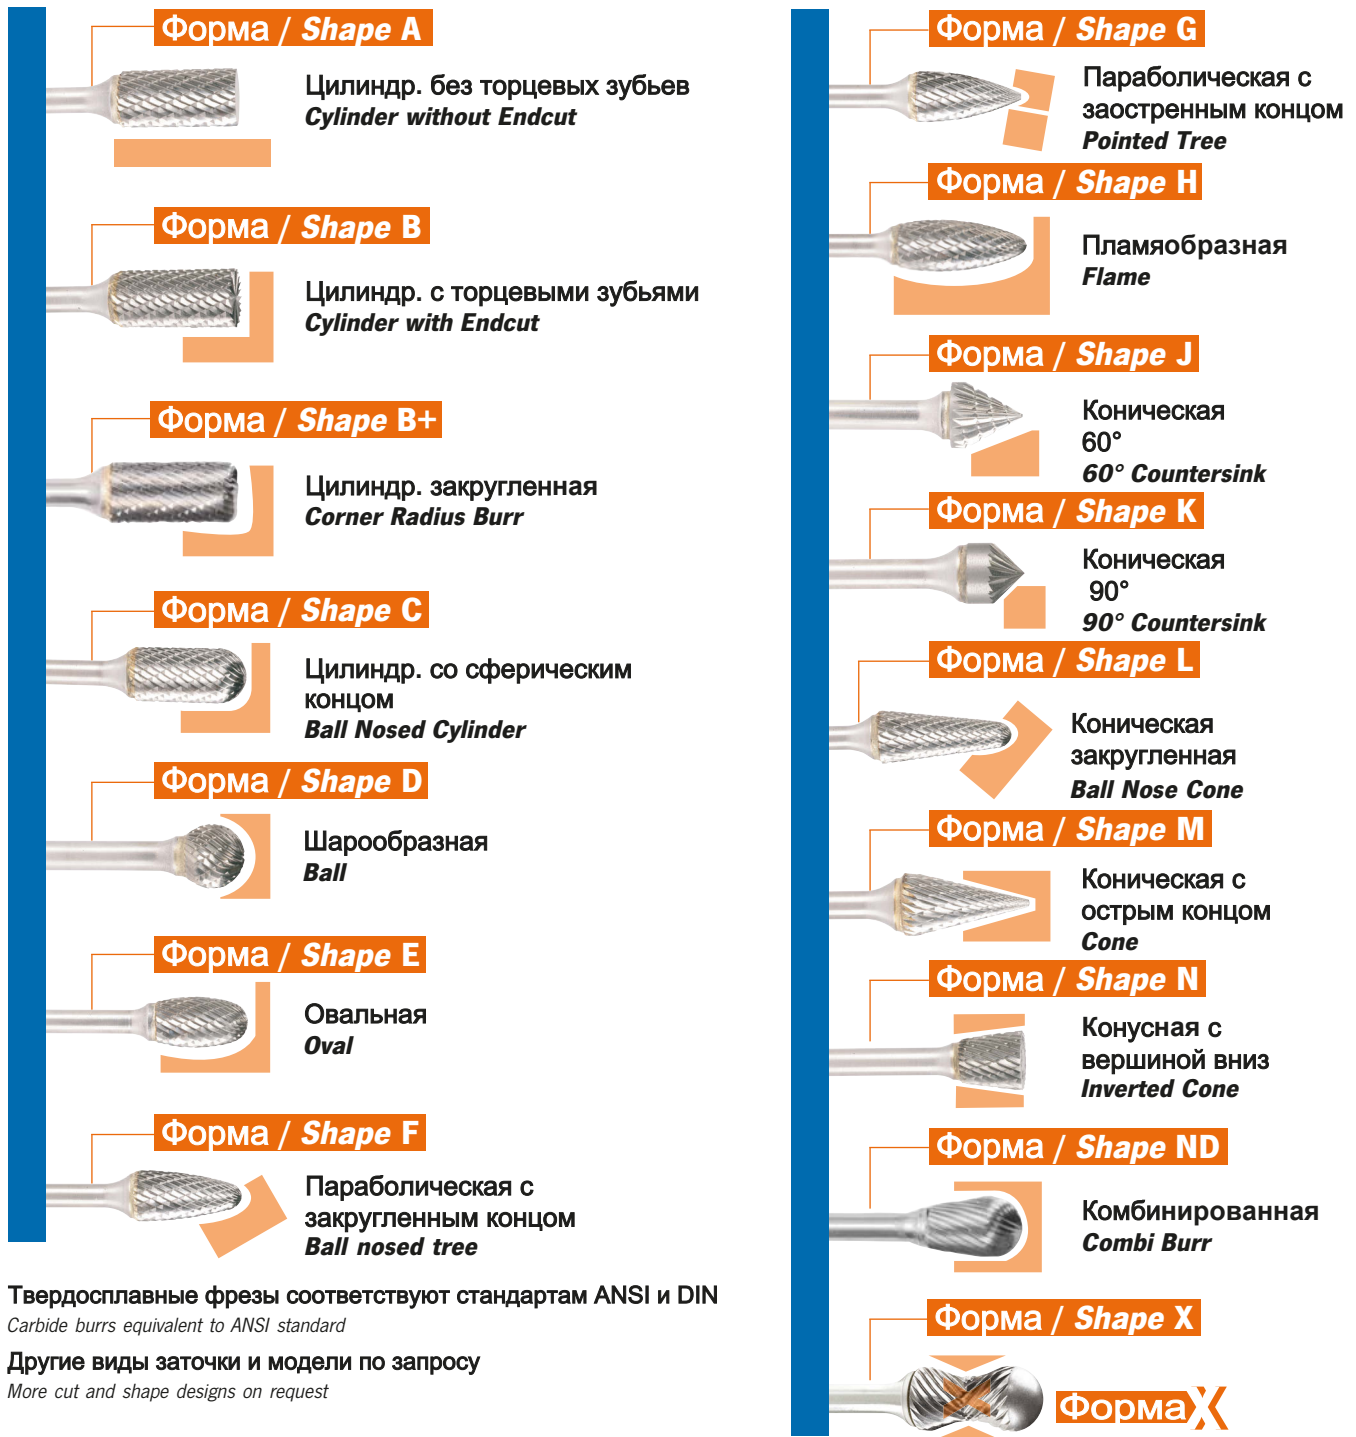 Форма / Shape A
Цилиндр. без торцевых зубьев
Cylinder without Endcut
Форма / Shape B
Цилиндр. с торцевыми зубьями
Cylinder with Endcut
Форма / Shape B+
Цилиндр. закругленная
Corner Radius Burr
Форма / Shape C
Цилиндр. со сферическим
концом
Ball Nosed Cylinder
Форма / Shape D
Шарообразная
Ball
Форма / Shape E
Овальная
Oval
Форма / Shape F
Параболическая с
закругленным концом
Ball nosed tree
Твердосплавные фрезы соответствуют стандартам ANSI и DIN
Carbide burrs equivalent to ANSI standard
Другие виды заточки и модели по запросу
More cut and shape designs on request
Форма / Shape G
Параболическая с
заостренным концом
Pointed Tree
Форма / Shape H
Пламяобразная
Flame
Форма / Shape J
Коническая
60°
60° Countersink
Форма / Shape K
Коническая
90°
90° Countersink
Форма / Shape L
Коническая
закругленная
Ball Nose Cone
Форма / Shape M
Коническая с
острым концом
Cone
Форма / Shape N
Конусная с
вершиной вниз
Inverted Cone
Форма / Shape ND
Комбинированная
Combi Burr
Форма / Shape X
Форма X